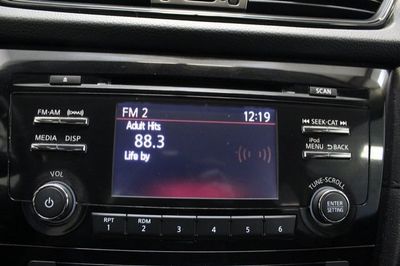 SCAN
FM·AM
MEDIA DISP
VOL
FM 2 12:19
Adult Hits
88.3
Life by
SEEK·CAT
iPod
MENU BACK
TUNE·SCROLL
ENTER
SETTING
RPT RDM
1 2 3 4 5 6